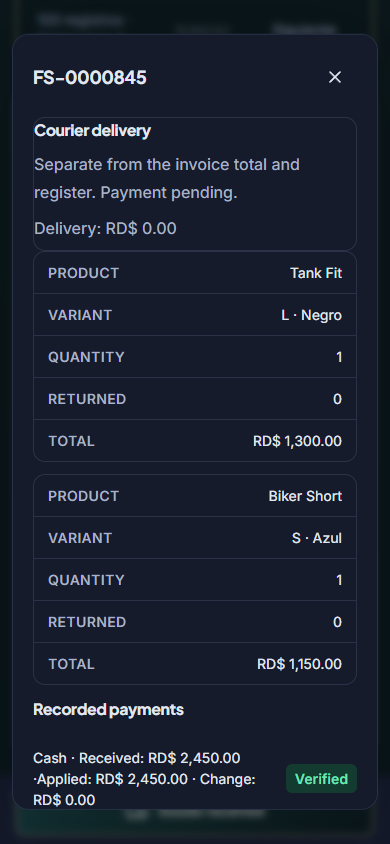 FS-0000845
Courier delivery
Separate from the invoice total and
register. Payment pending.
Delivery: RD$ 0.00
PRODUCT Tank Fit
VARIANT L · Negro
QUANTITY 1
RETURNED 0
TOTAL RD$ 1,300.00
PRODUCT Biker Short
VARIANT S · Azul
QUANTITY 1
RETURNED 0
TOTAL RD$ 1,150.00
Recorded payments
Cash · Received: RD$ 2,450.00
·Applied: RD$ 2,450.00 · Change:
RD$ 0.00
Verified